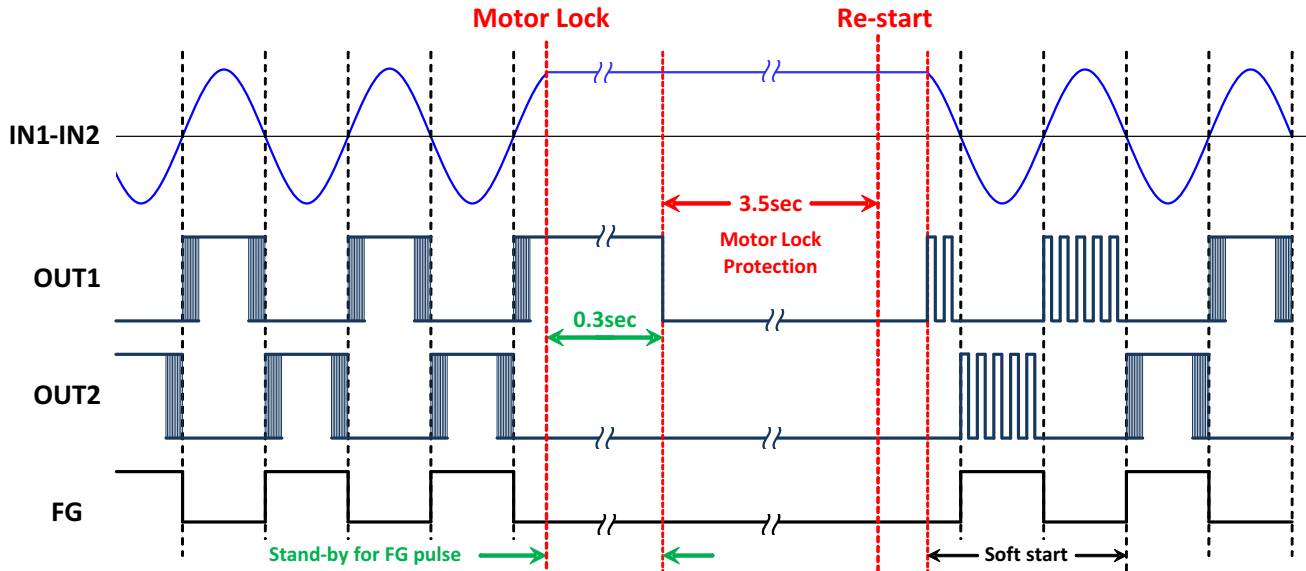 Motor Lock
Re-start
IN1-IN2
3.5sec
Motor Lock
Protection
OUT1
0.3sec
OUT2
FG
Stand-by for FG pulse
Soft start